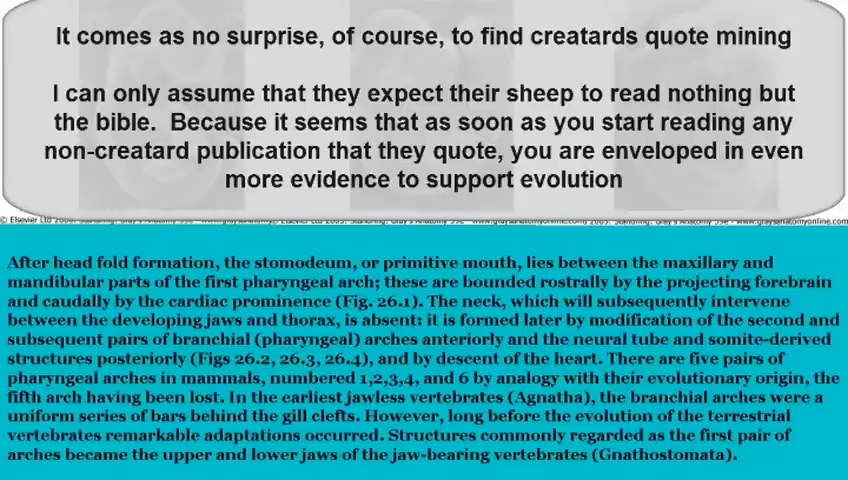 It comes as no surprise, of course, to find creatards quote mining
I can only assume that they expect their sheep to read nothing but
the bible.  Because it seems that as soon as you start reading any
non-creatard publication that they quote, you are enveloped in even
more evidence to support evolution
© Elsevier Ltd 2005. Standring: Gray's Anatomy 39e - www.graysanatomyonline.com
After head fold formation, the stomodeum, or primitive mouth, lies between the maxillary and
mandibular parts of the first pharyngeal arch; these are bounded rostrally by the projecting forebrain
and caudally by the cardiac prominence (Fig. 26.1). The neck, which will subsequently intervene
between the developing jaws and thorax, is absent: it is formed later by modification of the second and
subsequent pairs of branchial (pharyngeal) arches anteriorly and the neural tube and somite-derived
structures posteriorly (Figs 26.2, 26.3, 26.4), and by descent of the heart. There are five pairs of
pharyngeal arches in mammals, numbered 1,2,3,4, and 6 by analogy with their evolutionary origin, the
fifth arch having been lost. In the earliest jawless vertebrates (Agnatha), the branchial arches were a
uniform series of bars behind the gill clefts. However, long before the evolution of the terrestrial
vertebrates remarkable adaptations occurred. Structures commonly regarded as the first pair of
arches became the upper and lower jaws of the jaw-bearing vertebrates (Gnathostomata).